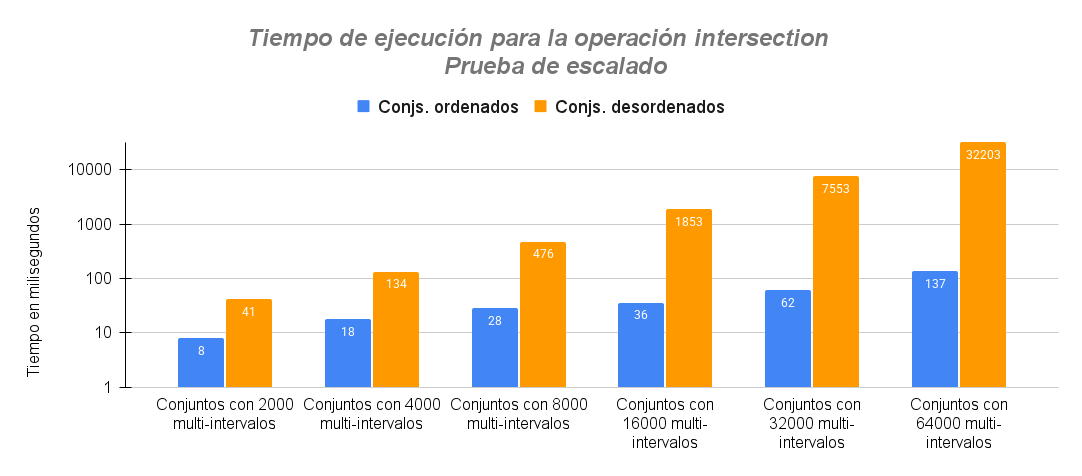 Tiempo de ejecución para la operación intersection
Prueba de escalado
Conjs. ordenados Conjs. desordenados
Tiempo en milisegundos
10000
1000
100
10
1
8
41
18
134
28
476
36
1853
62
7553
137
32203
Conjuntos con 2000
multi-intervalos
Conjuntos con 4000
multi-intervalos
Conjuntos con 8000
multi-intervalos
Conjuntos con
16000 multi-
intervalos
Conjuntos con
32000 multi-
intervalos
Conjuntos con
64000 multi-
intervalos